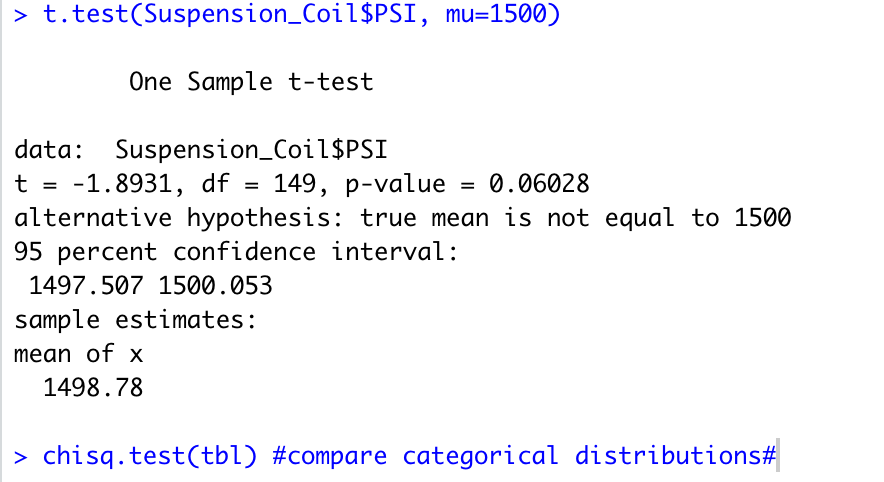 > t.test(Suspension_Coil$PSI, mu=1500)
One Sample t-test
data:  Suspension_Coil$PSI
t = -1.8931, df = 149, p-value = 0.06028
alternative hypothesis: true mean is not equal to 1500
95 percent confidence interval:
 1497.507 1500.053
sample estimates:
mean of x
  1498.78
> chisq.test(tbl) #compare categorical distributions#